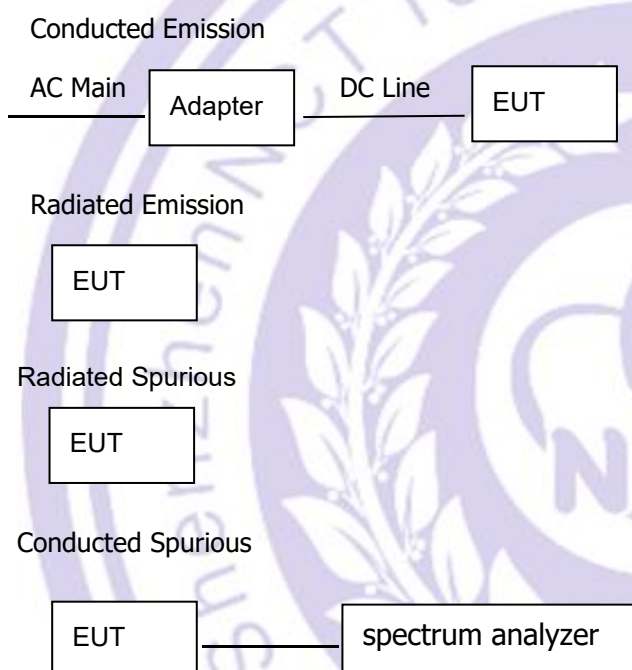 Conducted Emission
AC Main
Adapter
DC Line
EUT
Radiated Emission
EUT
Radiated Spurious
EUT
Conducted Spurious
EUT
spectrum analyzer